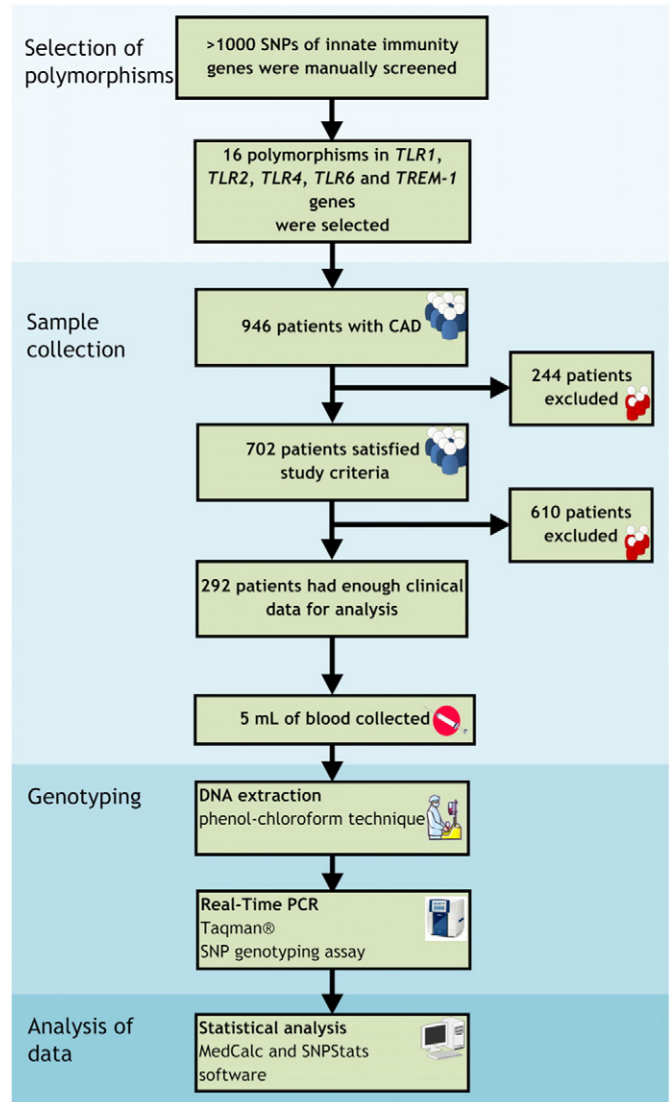 Selection of
polymorphisms
>1000 SNPs of innate immunity
genes were manually screened
16 polymorphisms in TLR1,
TLR2, TLR4, TLR6 and TREM-1
genes
were selected
Sample
collection
946 patients with CAD
244 patients
excluded
702 patients satisfied
study criteria
610 patients
excluded
292 patients had enough clinical
data for analysis
5 mL of blood collected
Genotyping
DNA extraction
phenol-chloroform technique
Real-Time PCR
Taqman®
SNP genotyping assay
Analysis of
data
Statistical analysis
MedCalc and SNPStats
software